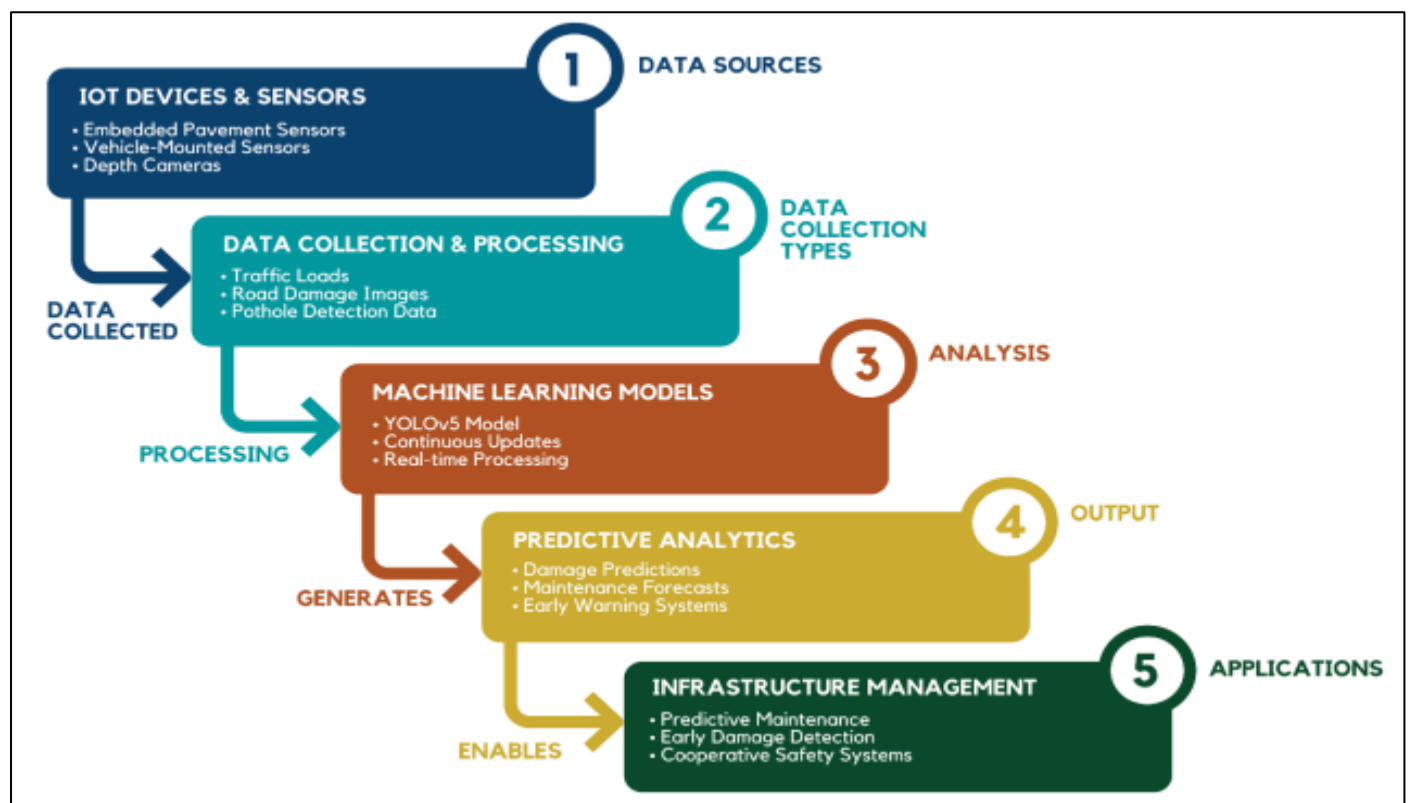 1
DATA SOURCES
IOT DEVICES & SENSORS
• Embedded Pavement Sensors
• Vehicle-Mounted Sensors
• Depth Cameras
DATA
COLLECTED
2
DATA
COLLECTION
TYPES
DATA COLLECTION & PROCESSING
• Traffic Loads
• Road Damage Images
• Pothole Detection Data
PROCESSING
3
ANALYSIS
MACHINE LEARNING MODELS
• YOLOv5 Model
• Continuous Updates
• Real-time Processing
GENERATES
4
OUTPUT
PREDICTIVE ANALYTICS
• Damage Predictions
• Maintenance Forecasts
• Early Warning Systems
ENABLES
5
APPLICATIONS
INFRASTRUCTURE MANAGEMENT
• Predictive Maintenance
• Early Damage Detection
• Cooperative Safety Systems